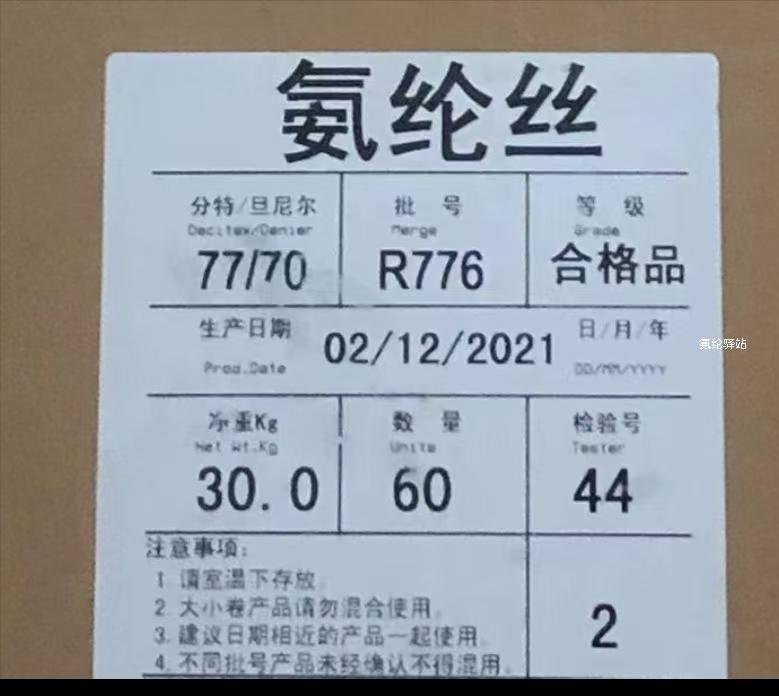 氨纶丝
分特/旦尼尔 批 号 等 级
Decitex/Denier Merge Grade
77/70 R776 合格品
生产日期 02/12/2021 日/月/年
Prod.Date DD/MM/YYYY
氨纶驿站
净重Kg 数 量 检验号
Net Wt.Kg Units Tester
30.0 60 44
注意事项:
1. 请室温下存放.
2. 大小卷产品请勿混合使用.
3. 建议日期相近的产品一起使用.
4. 不同批号产品未经确认不得混用.
2